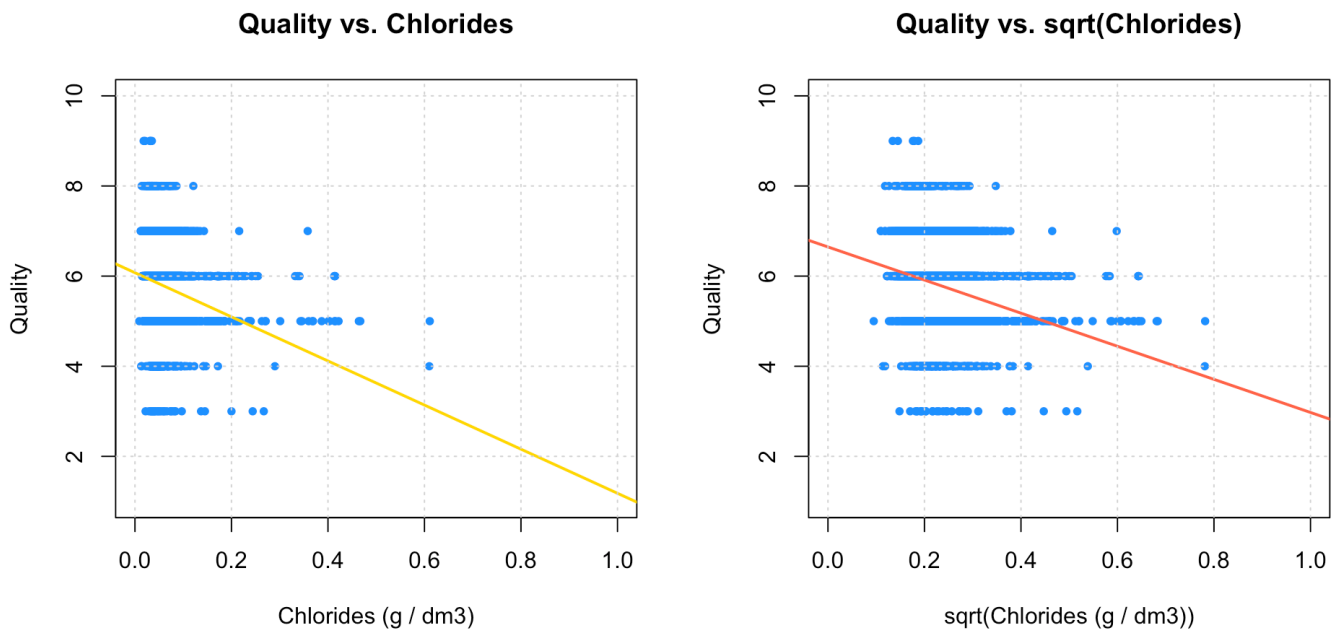 Quality vs. Chlorides
Quality
10
8
6
4
2
0.0 0.2 0.4 0.6 0.8 1.0
Chlorides (g / dm3)
Quality vs. sqrt(Chlorides)
Quality
10
8
6
4
2
0.0 0.2 0.4 0.6 0.8 1.0
sqrt(Chlorides (g / dm3))